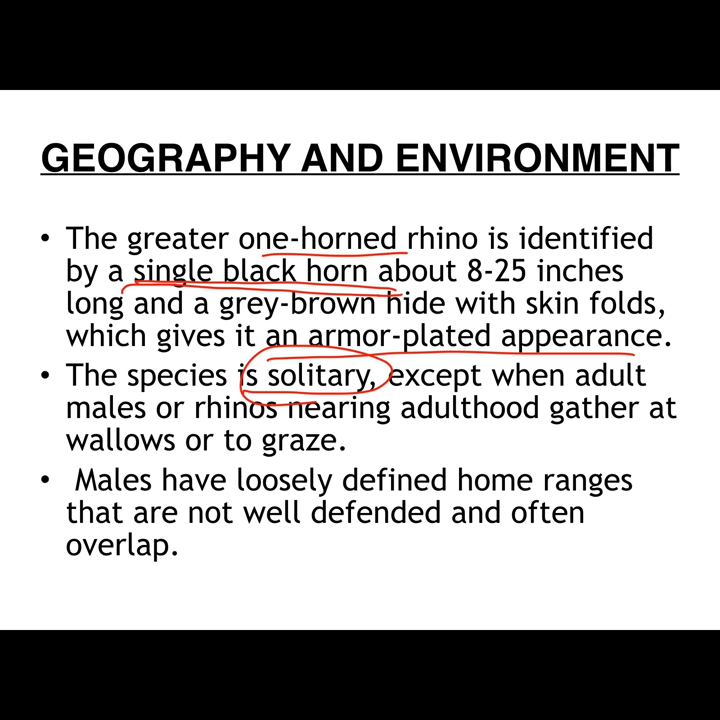 GEOGRAPHY AND ENVIRONMENT
• The greater one-horned rhino is identified
by a single black horn about 8-25 inches
long and a grey-brown hide with skin folds,
which gives it an armor-plated appearance.
• The species is solitary, except when adult
males or rhinos nearing adulthood gather at
wallows or to graze.
• Males have loosely defined home ranges
that are not well defended and often
overlap.